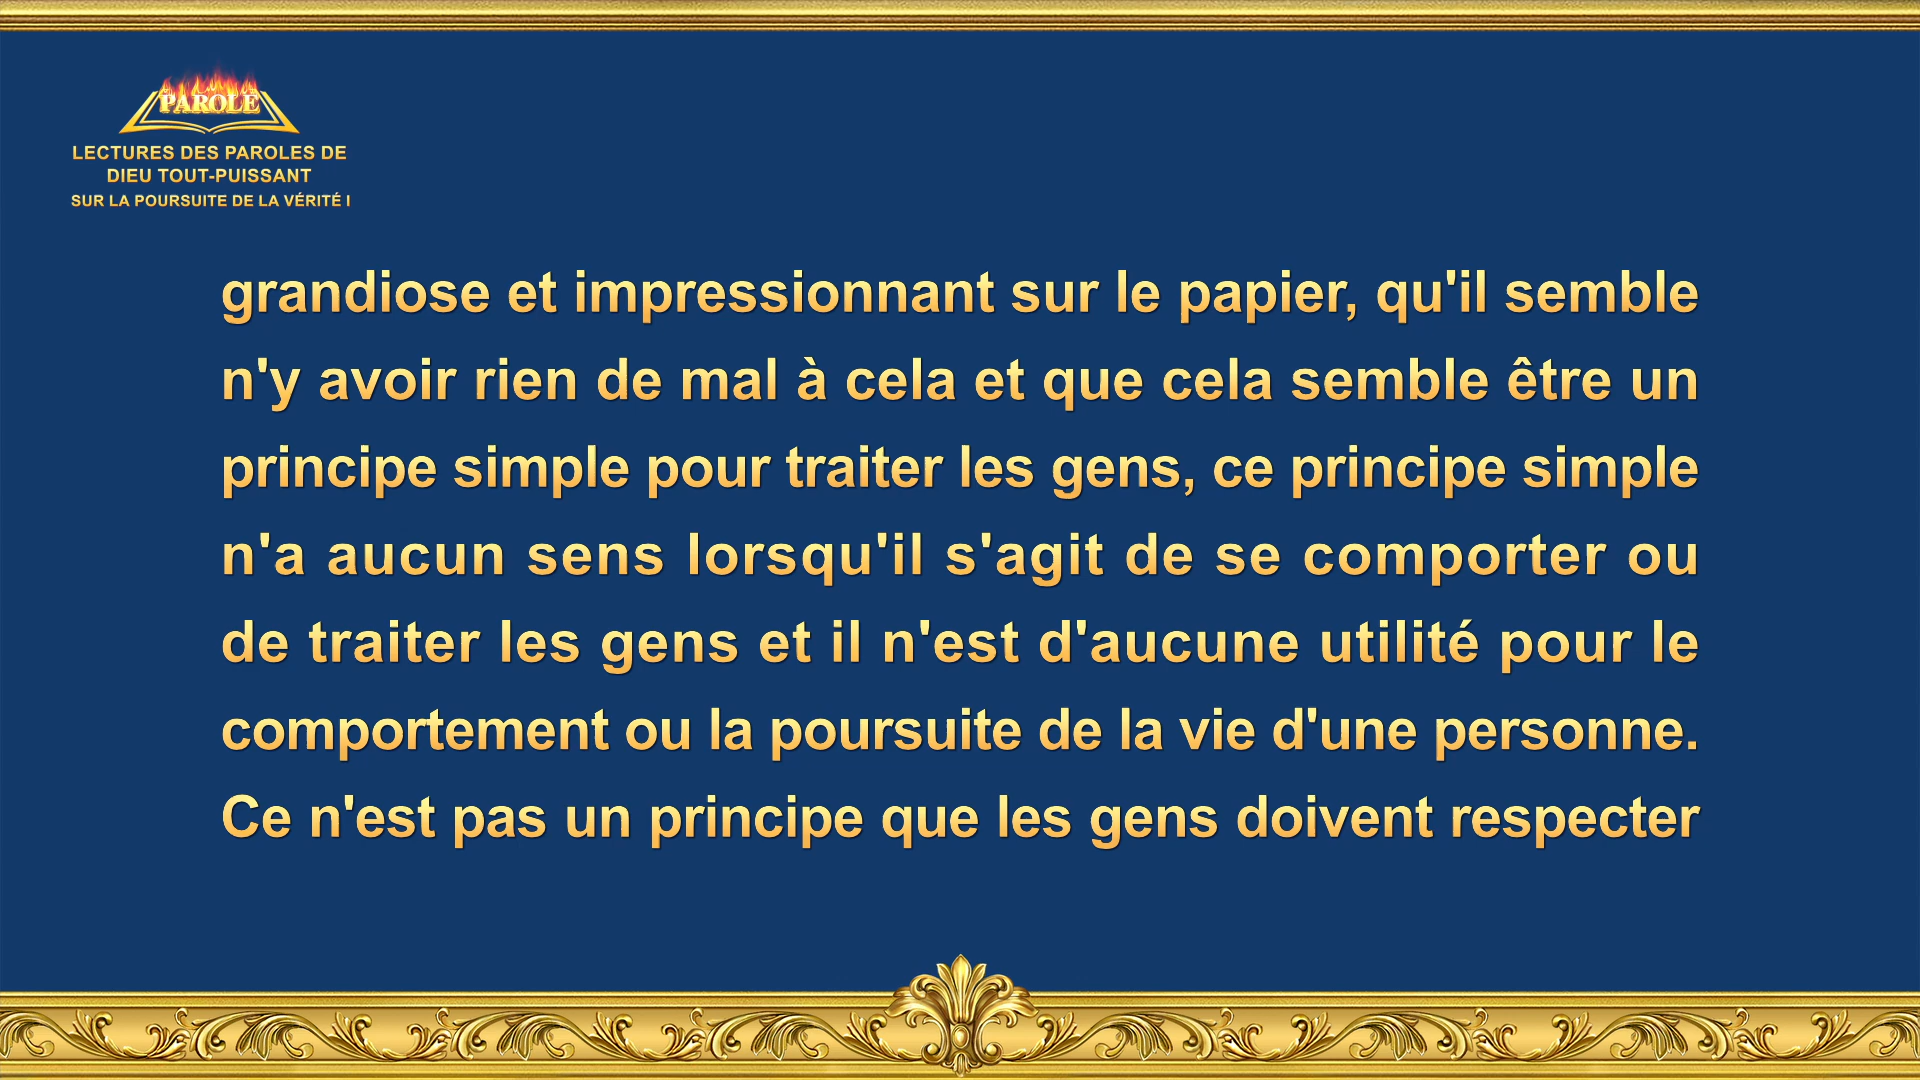 PAROLE
LECTURES DES PAROLES DE
DIEU TOUT-PUISSANT
SUR LA POURSUITE DE LA VÉRITÉ I
grandiose et impressionnant sur le papier, qu'il semble
n'y avoir rien de mal à cela et que cela semble être un
principe simple pour traiter les gens, ce principe simple
n'a aucun sens lorsqu'il s'agit de se comporter ou
de traiter les gens et il n'est d'aucune utilité pour le
comportement ou la poursuite de la vie d'une personne.
Ce n'est pas un principe que les gens doivent respecter